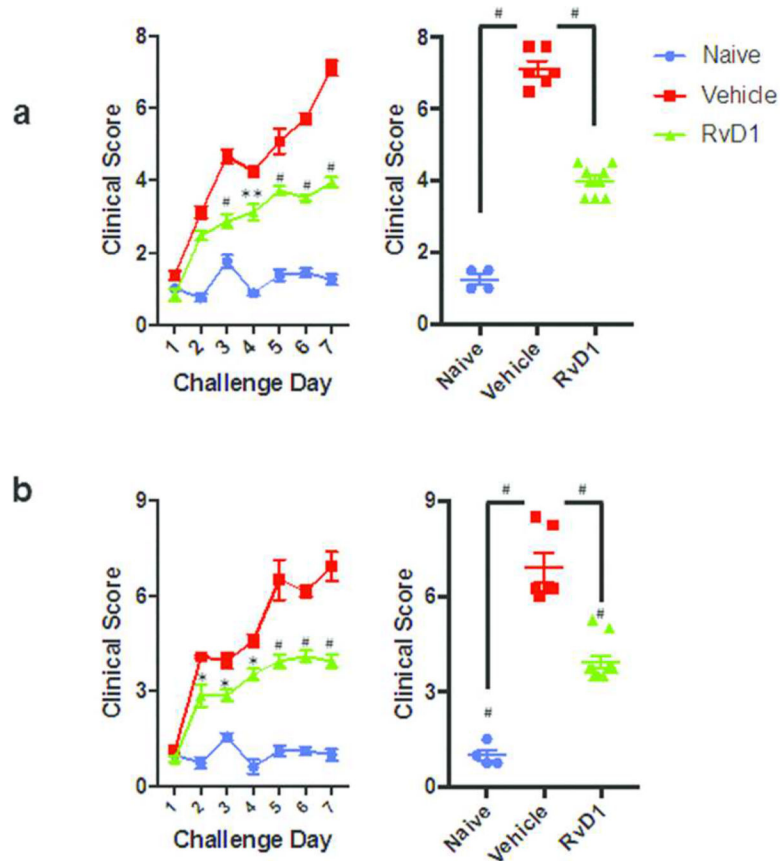 a
Clinical Score
8
6
4
2
0
# ** # # #
1 2 3 4 5 6 7
Challenge Day
# #
Clinical Score
8
6
4
2
0
Naive Vehicle RvD1
Naive
Vehicle
RvD1
b
Clinical Score
9
6
3
0
* * * # # #
1 2 3 4 5 6 7
Challenge Day
# #
Clinical Score
9
6
3
0
#
#
Naive Vehicle RvD1